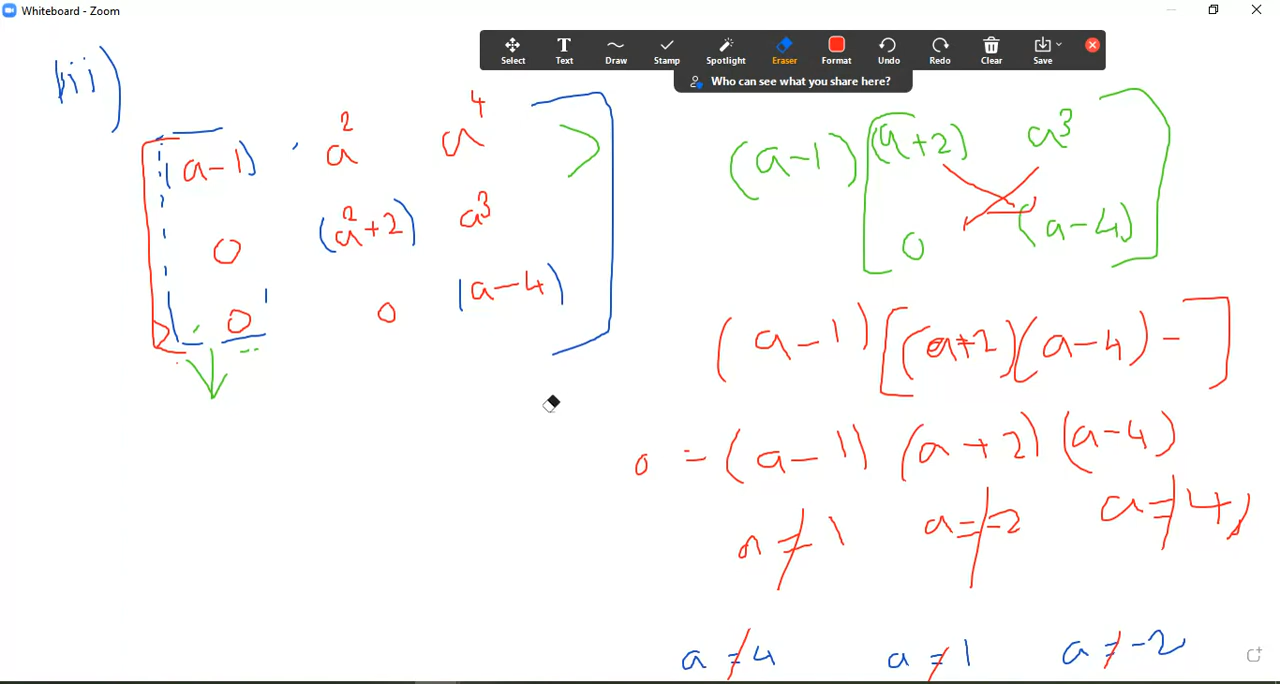 Whiteboard - Zoom
Select Text Draw Stamp Spotlight Eraser Format Undo Redo Clear Save
Who can see what you share here?
iii)
(a-1) a² a⁴
0 (a²+2) a³
0 0 (a-4)
(a-1) [(a+2) a³
0 (a-4)]
(a-1) [(a+2)(a-4) - ]
0 = (a-1) (a+2) (a-4)
a ≠ 1 a ≠ -2 a ≠ 4,
a ≠ 4 a ≠ 1 a ≠ -2